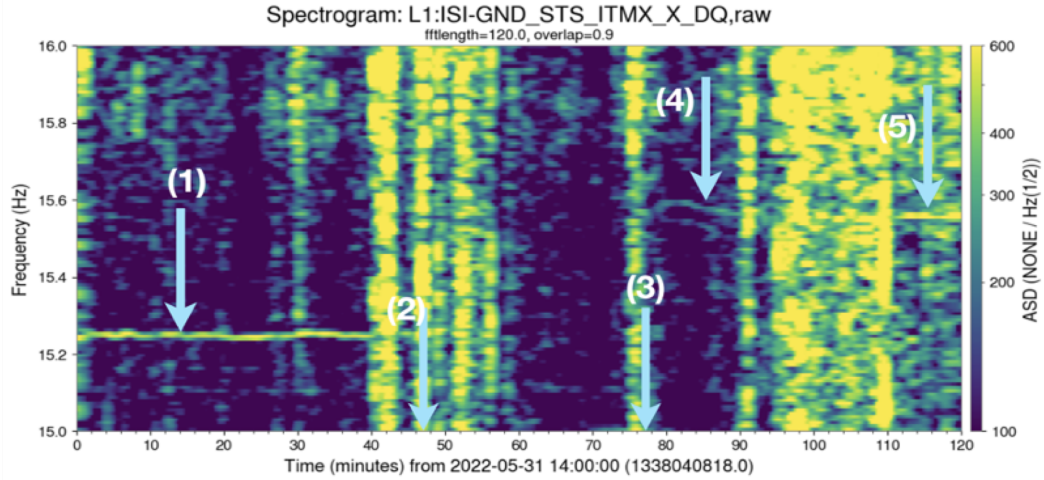 Spectrogram: L1:ISI-GND_STS_ITMX_X_DQ,raw
fftlength=120.0, overlap=0.9
16.0
15.8
15.6
15.4
15.2
15.0
Frequency (Hz)
(1)
(2)
(3)
(4)
(5)
0 10 20 30 40 50 60 70 80 90 100 110 120
Time (minutes) from 2022-05-31 14:00:00 (1338040818.0)
600
400
300
200
100
ASD (NONE / Hz(1/2))